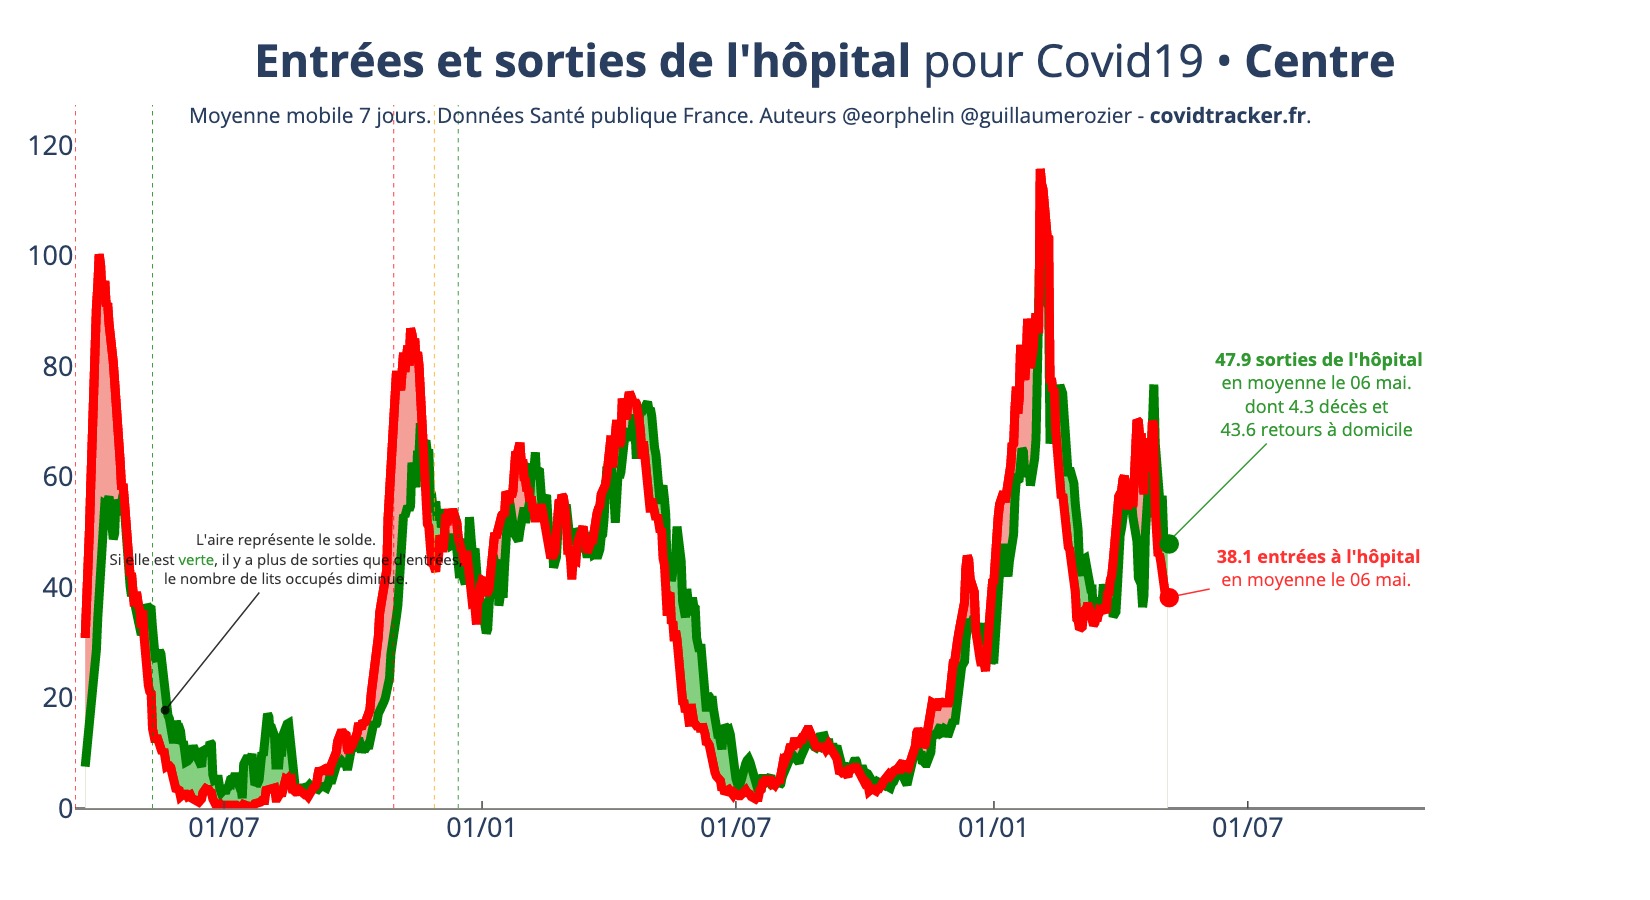 Entrées et sorties de l'hôpital pour Covid19 • Centre
Moyenne mobile 7 jours. Données Santé publique France. Auteurs @eorphelin @guillaumerozier - covidtracker.fr.
120
100
80
60
40
20
0
L'aire représente le solde.
Si elle est verte, il y a plus de sorties que d'entrées,
le nombre de lits occupés diminue.
47.9 sorties de l'hôpital
en moyenne le 06 mai.
dont 4.3 décès et
43.6 retours à domicile
38.1 entrées à l'hôpital
en moyenne le 06 mai.
01/07 01/01 01/07 01/01 01/07